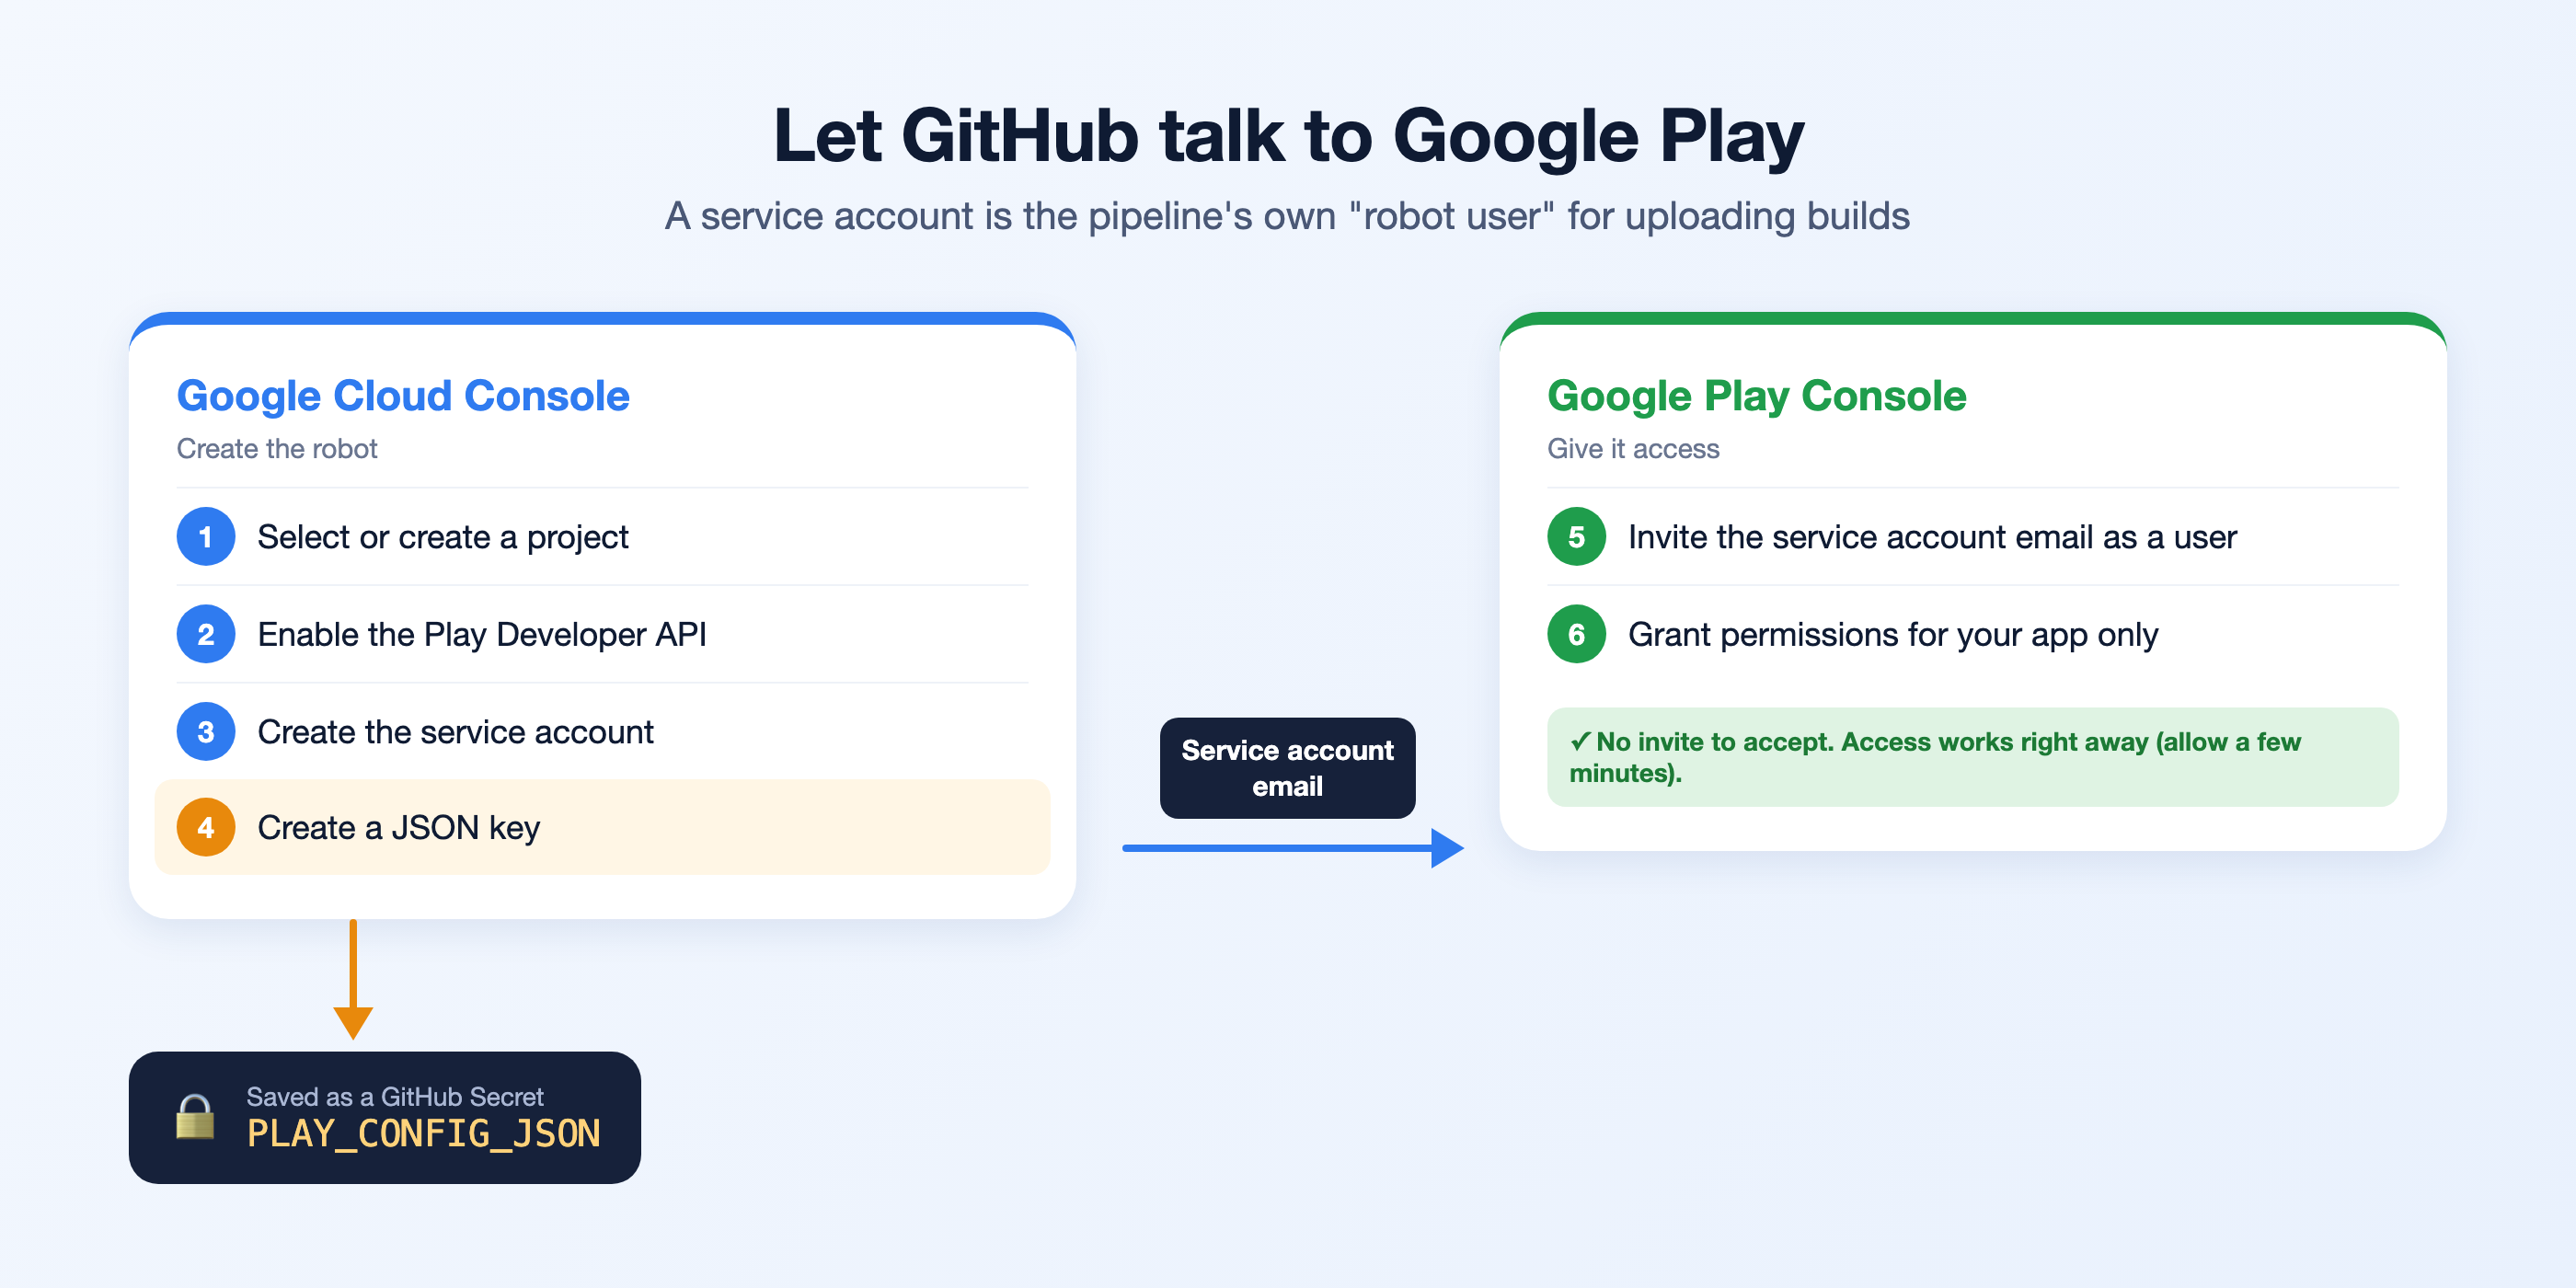 Let GitHub talk to Google Play
A service account is the pipeline's own "robot user" for uploading builds
Google Cloud Console
Create the robot
1 Select or create a project
2 Enable the Play Developer API
3 Create the service account
4 Create a JSON key
Service account
email
Google Play Console
Give it access
5 Invite the service account email as a user
6 Grant permissions for your app only
✓ No invite to accept. Access works right away (allow a few
minutes).
Saved as a GitHub Secret
PLAY_CONFIG_JSON